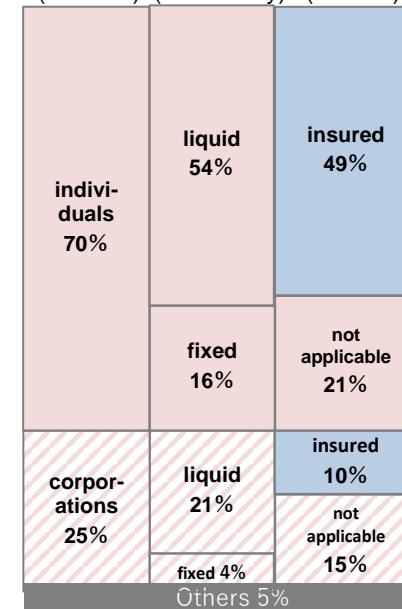 indivi-
duals
70%
liquid
54%
insured
49%
fixed
16%
not
applicable
21%
corpor-
ations
25%
liquid
21%
insured
10%
fixed 4%
not
applicable
15%
Others 5%